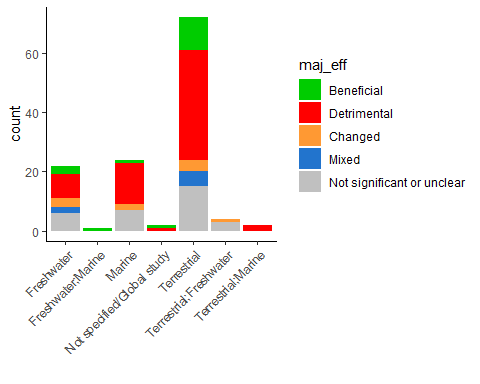 60
40
20
0
count
Freshwater
Freshwater;Marine
Marine
Not specified/Global study
Terrestrial
Terrestrial;Freshwater
Terrestrial;Marine
maj_eff
Beneficial
Detrimental
Changed
Mixed
Not significant or unclear